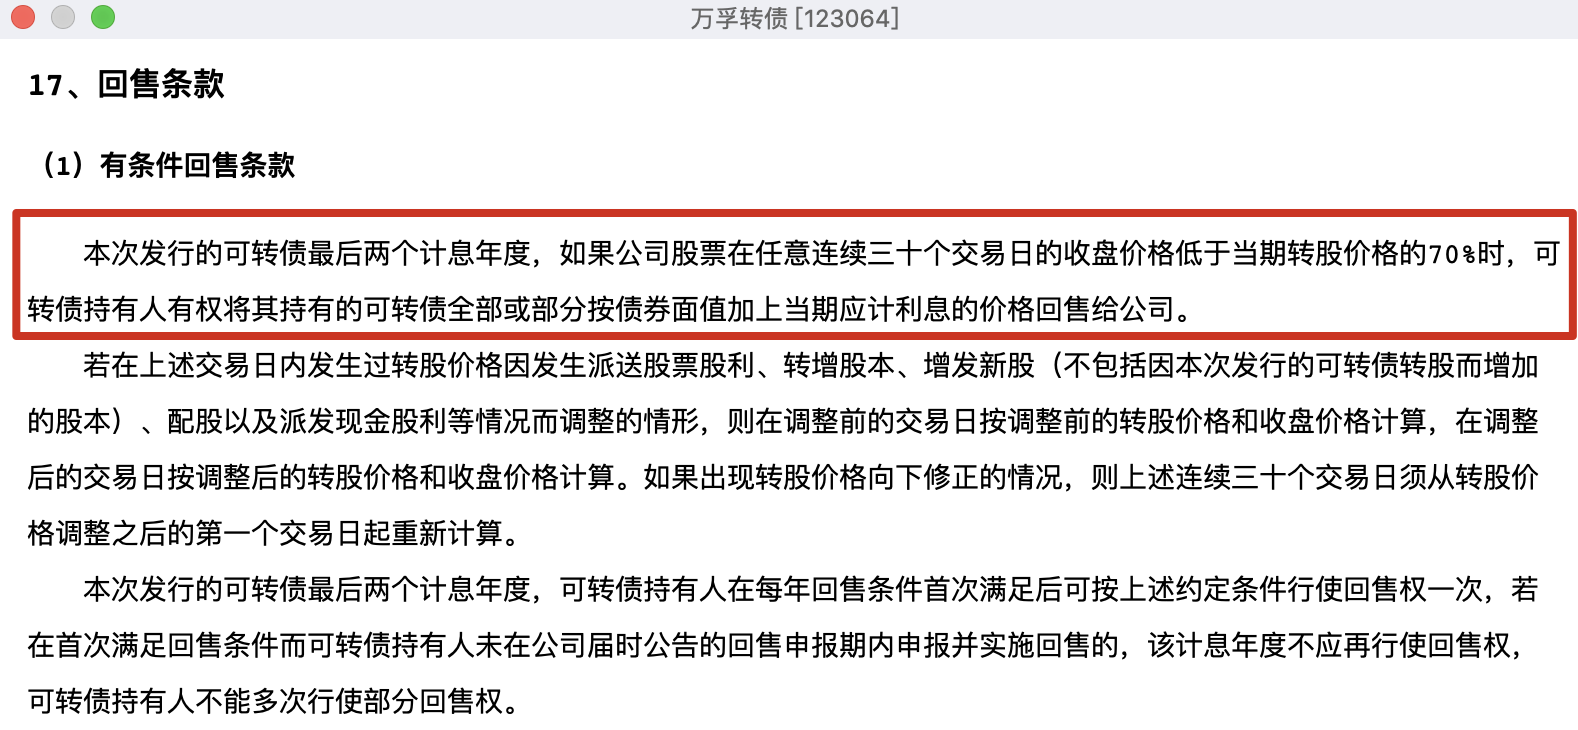 万孚转债 [123064]
17、回售条款
（1）有条件回售条款
本次发行的可转债最后两个计息年度，如果公司股票在任意连续三十个交易日的收盘价格低于当期转股价格的70%时，可
转债持有人有权将其持有的可转债全部或部分按债券面值加上当期应计利息的价格回售给公司。
若在上述交易日内发生过转股价格因发生派送股票股利、转增股本、增发新股（不包括因本次发行的可转债转股而增加
的股本）、配股以及派发现金股利等情况而调整的情形，则在调整前的交易日按调整前的转股价格和收盘价格计算，在调整
后的交易日按调整后的转股价格和收盘价格计算。如果出现转股价格向下修正的情况，则上述连续三十个交易日须从转股价
格调整之后的第一个交易日起重新计算。
本次发行的可转债最后两个计息年度，可转债持有人在每年回售条件首次满足后可按上述约定条件行使回售权一次，若
在首次满足回售条件而可转债持有人未在公司届时公告的回售申报期内申报并实施回售的，该计息年度不应再行使回售权，
可转债持有人不能多次行使部分回售权。